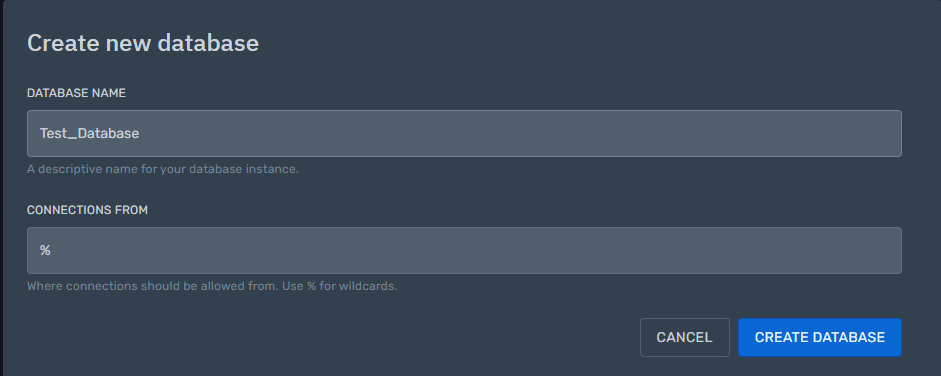 Create new database
DATABASE NAME
Test_Database
A descriptive name for your database instance.
CONNECTIONS FROM
%
Where connections should be allowed from. Use % for wildcards.
CANCEL
CREATE DATABASE